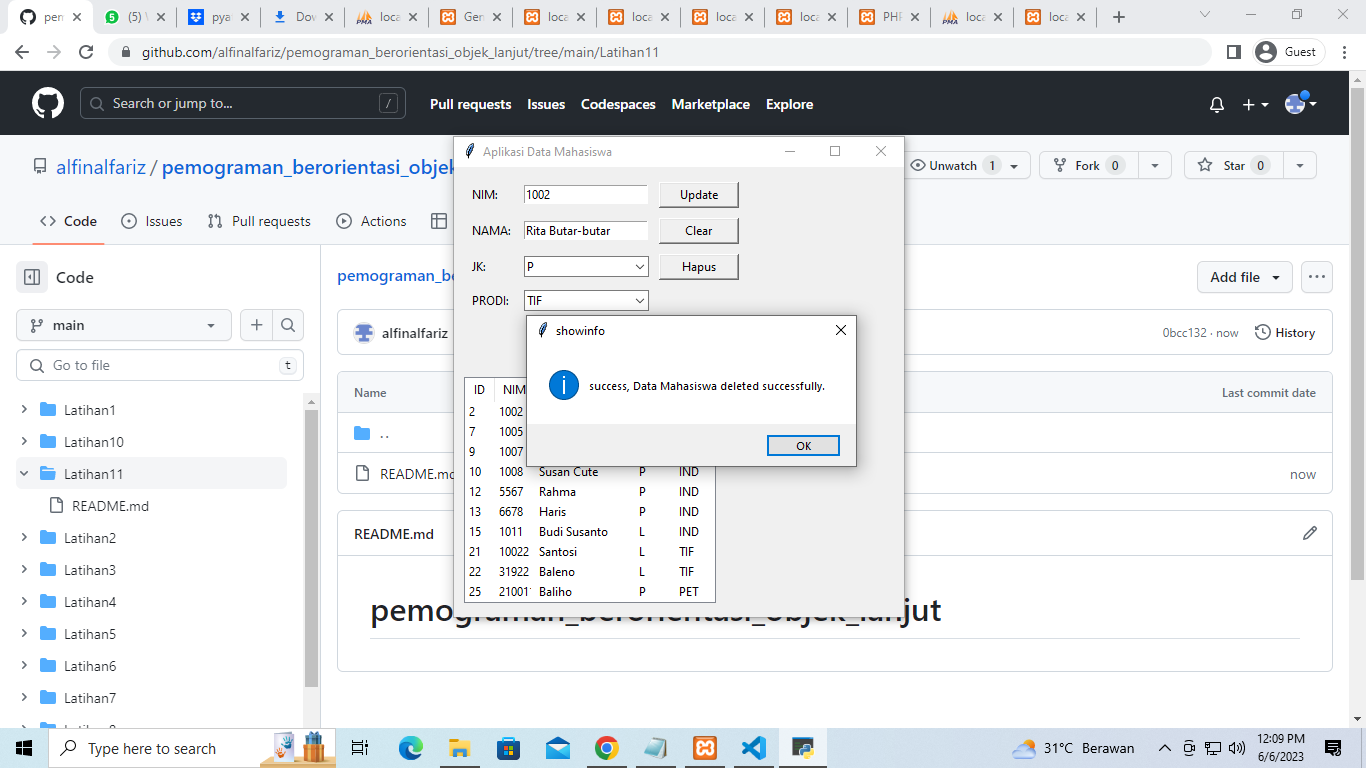 pem
(5) W
pya
Dow
loca
Gen
loca
loca
loca
loca
PHP
loca
loca
github.com/alfinalfariz/pemograman_berorientasi_objek_lanjut/tree/main/Latihan11
Guest
Search or jump to...
/
Pull requests
Issues
Codespaces
Marketplace
Explore
alfinalfariz / pemograman_berorientasi_objek
Unwatch 1
Fork 0
Star 0
Code
Issues
Pull requests
Actions
Code
main
Go to file
t
Latihan1
Latihan10
Latihan11
README.md
Latihan2
Latihan3
Latihan4
Latihan5
Latihan6
Latihan7
pemograman_be
Add file
alfinalfariz
0bcc132 · now
History
Name
Last commit date
..
README.md
now
README.md
pemograman_berorientasi_objek_lanjut
Aplikasi Data Mahasiswa
NIM: 1002 Update
NAMA: Rita Butar-butar Clear
JK: P Hapus
PRODI: TIF
ID NIM
2 1002
7 1005
9 1007
10 1008 Susan Cute P IND
12 5567 Rahma P IND
13 6678 Haris P IND
15 1011 Budi Susanto L IND
21 10022 Santosi L TIF
22 31922 Baleno L TIF
25 21001 Baliho P PET
showinfo
success, Data Mahasiswa deleted successfully.
OK
Type here to search
31°C Berawan
12:09 PM
6/6/2023